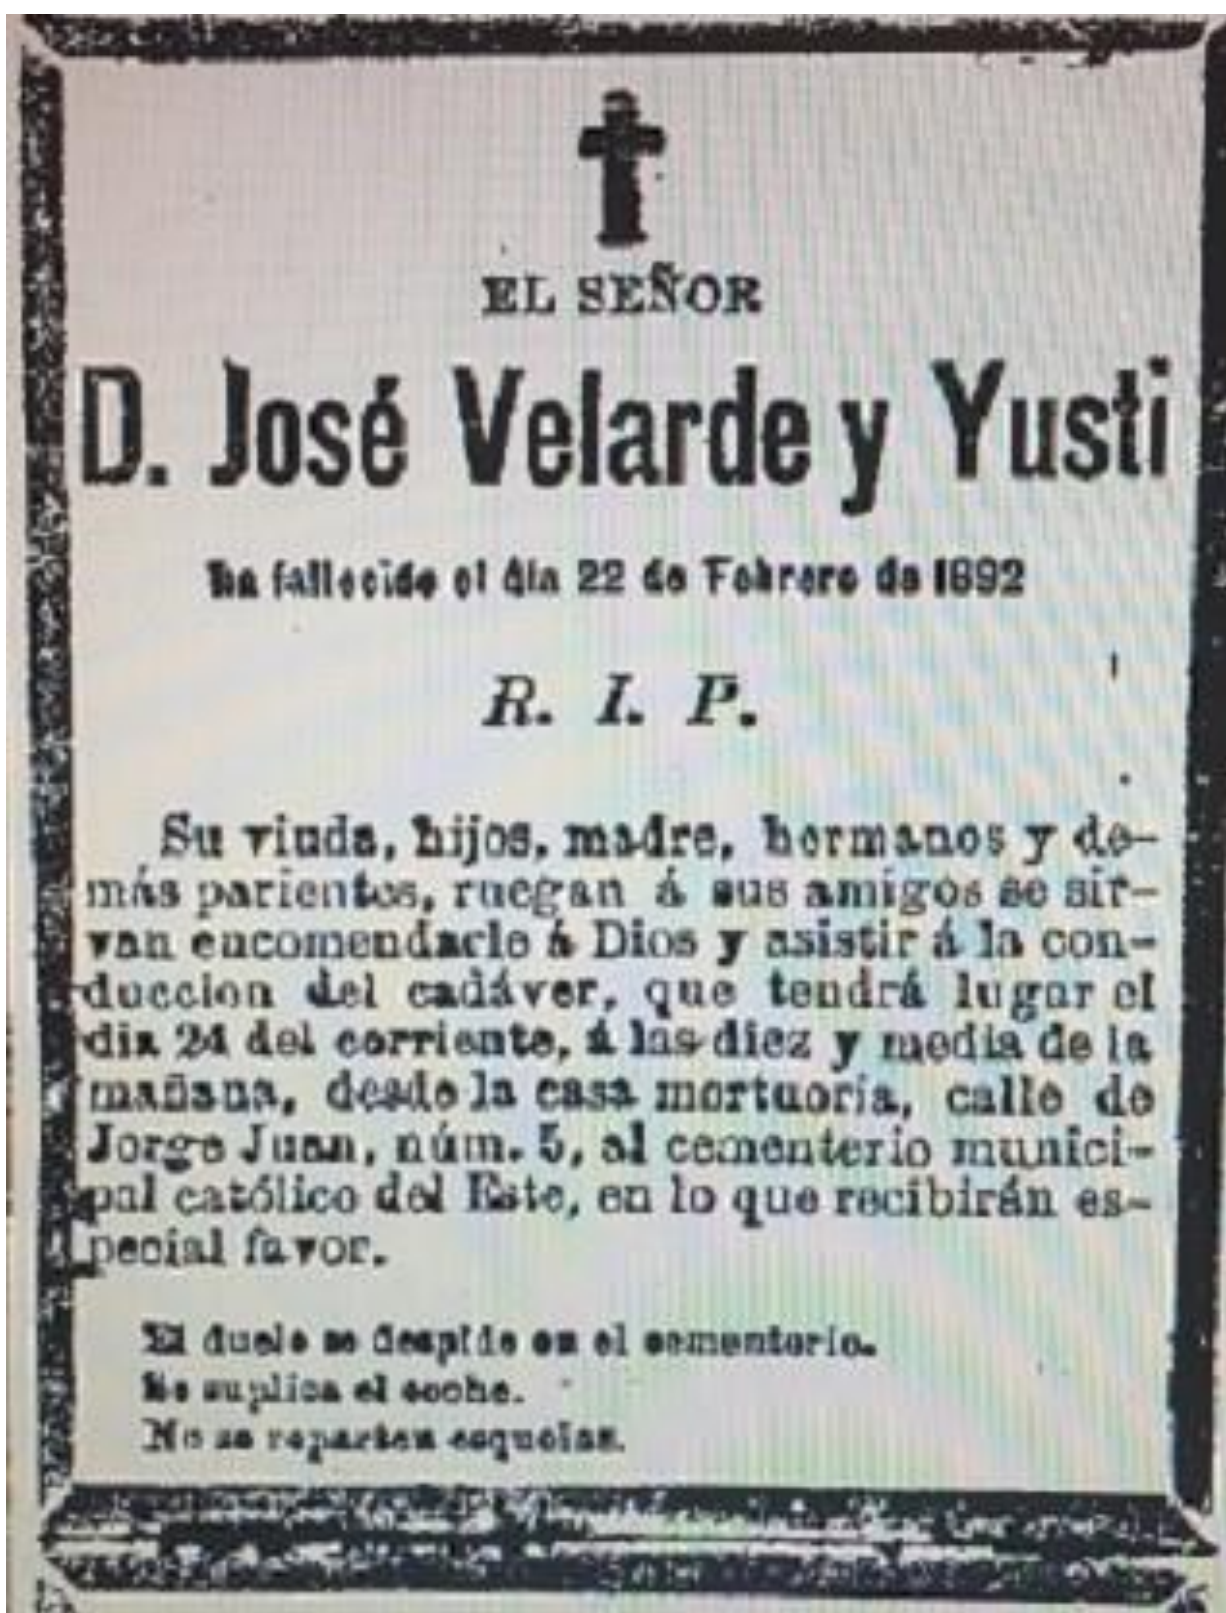 EL SEÑOR
D. José Velarde y Yusti
ha fallecido el dia 22 de Febrero de 1892
R. I. P.
Su viuda, hijos, madre, hermanos y de-
más parientes, ruegan á sus amigos se sir-
van encomendarle á Dios y asistir á la con-
duccion del cadáver, que tendrá lugar el
dia 24 del corriente, á las diez y media de la
mañana, desde la casa mortuoria, calle de
Jorge Juan, núm. 5, al cementerio munici-
pal católico del Este, en lo que recibirán es-
pecial favor.
El duelo se despide en el cementerio.
Se suplica el coche.
No se reparten esquelas.